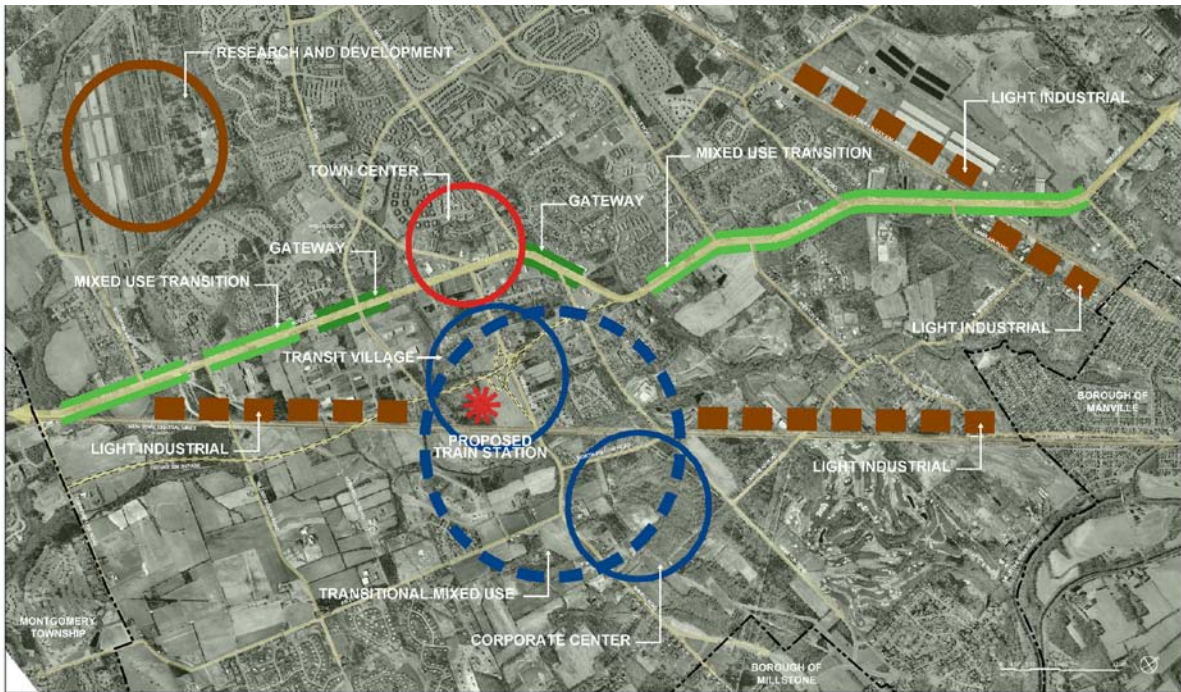 RESEARCH AND DEVELOPMENT
LIGHT INDUSTRIAL
MIXED USE TRANSITION
TOWN CENTER
GATEWAY
GATEWAY
MIXED USE TRANSITION
LIGHT INDUSTRIAL
TRANSIT VILLAGE
BOROUGH OF
MANVILLE
PROPOSED
TRAIN STATION
LIGHT INDUSTRIAL
LIGHT INDUSTRIAL
TRANSITIONAL MIXED USE
MONTGOMERY
TOWNSHIP
CORPORATE CENTER
BOROUGH OF
MILLSTONE